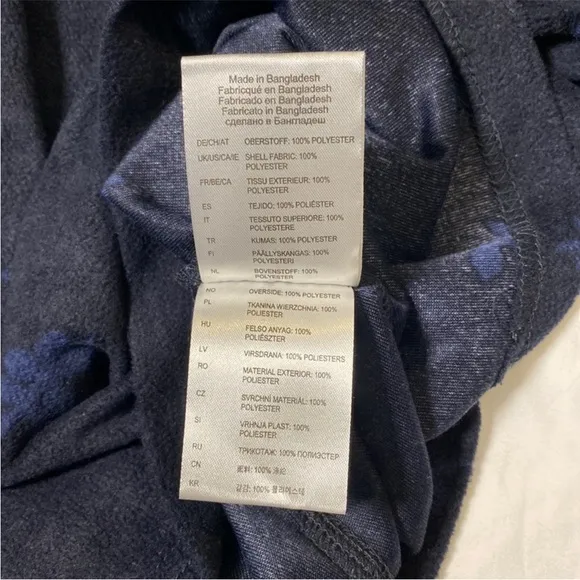 Made in Bangladesh
Fabriqué en Bangladesh
Fabricado en Bangladesh
Fabricato in Bangladesh
сделано в Бангладеш
DE/CH/AT OBERSTOFF: 100% POLYESTER
UK/US/CA/IE SHELL FABRIC: 100%
POLYESTER
FR/BE/CA TISSU EXTERIEUR: 100%
POLYESTER
ES TEJIDO: 100% POLIÉSTER
IT TESSUTO SUPERIORE: 100%
POLYESTERE
TR KUMAS: 100% POLYESTER
FI PÄÄLLYSKANGAS: 100%
POLYESTERI
NL BOVENSTOFF: 100% POLYESTER
NO OVERSIDE: 100% POLYESTER
PL TKANINA WIERZCHNIA: 100%
POLIESTER
HU FELSO ANYAG: 100%
POLIÉSZTER
LV VIRSDRANA: 100% POLIESTERS
RO MATERIAL EXTERIOR: 100%
POLIESTER
CZ SVRCHNÍ MATERIÁL: 100%
POLYESTER
SI VRHNJA PLAST: 100%
POLIESTER
RU ТРИКОТАЖ: 100% ПОЛИЭСТЕР
CN 面料: 100% 涤纶
KR 겉감: 100% 폴리에스터